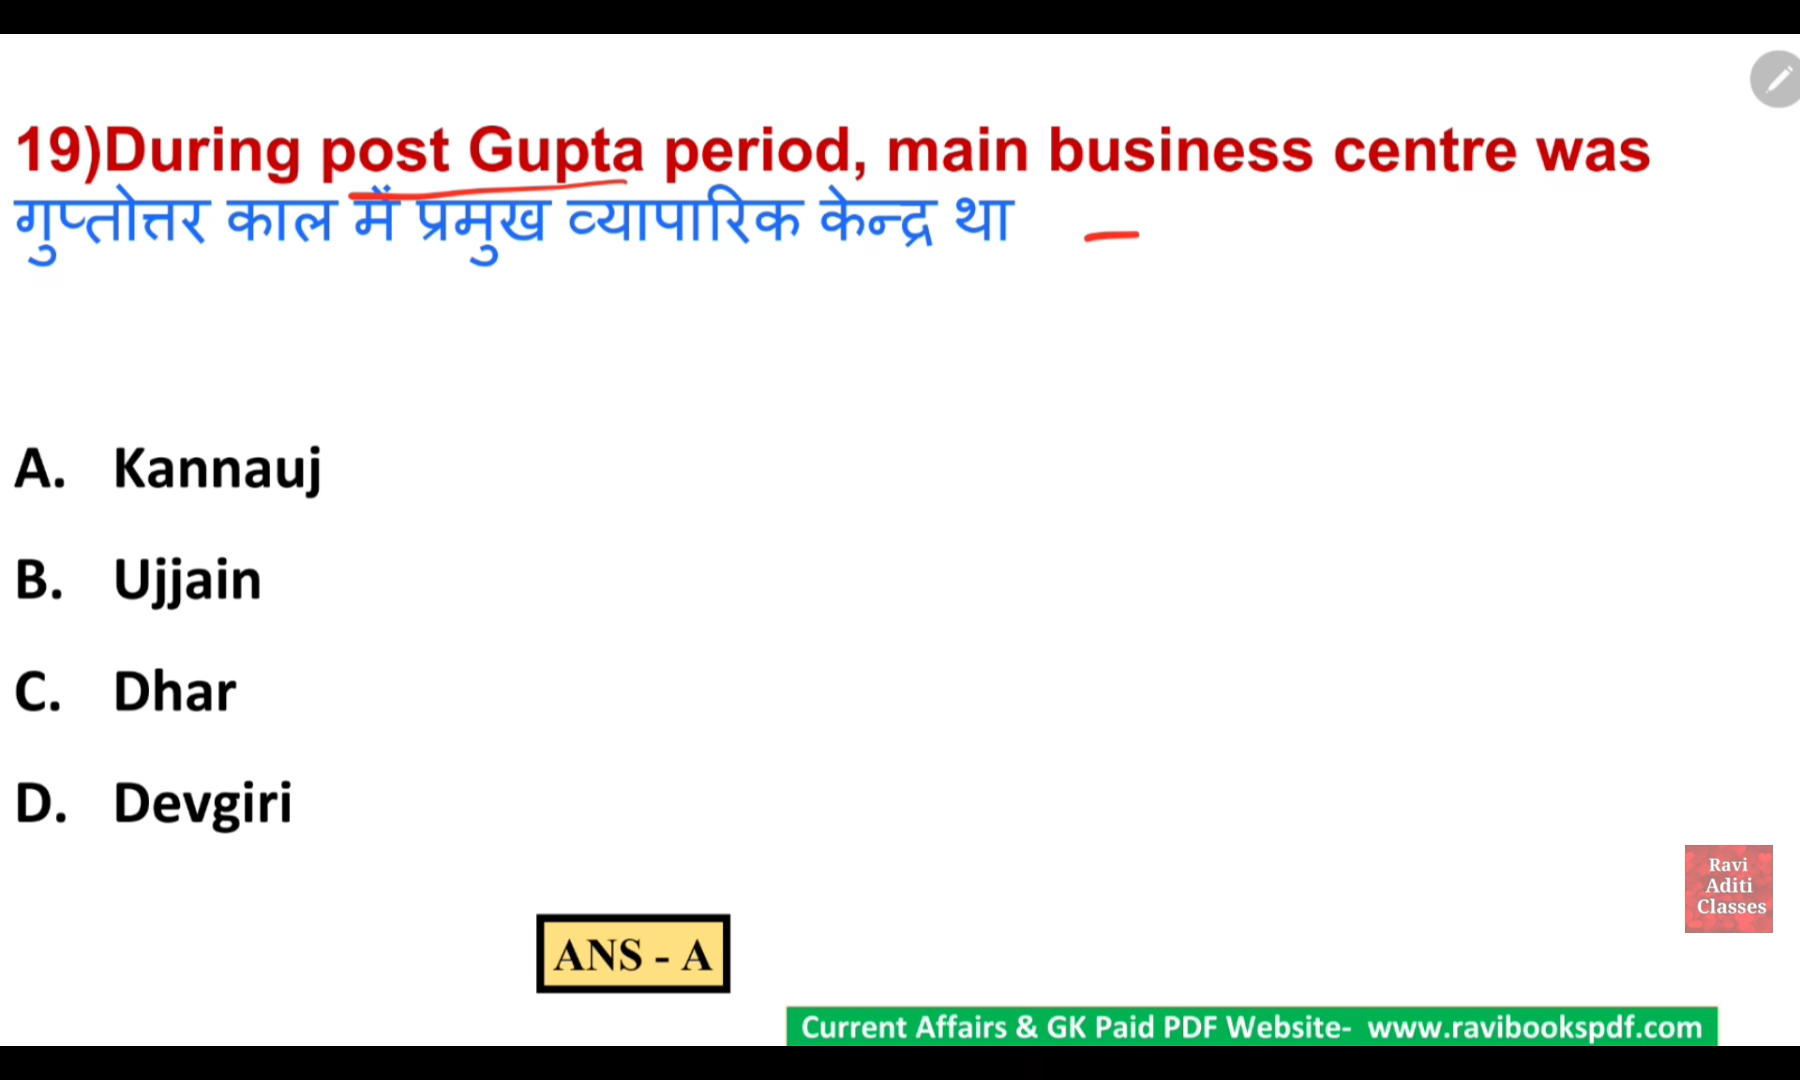 19)During post Gupta period, main business centre was
गुप्तोत्तर काल में प्रमुख व्यापारिक केन्द्र था
A. Kannauj
B. Ujjain
C. Dhar
D. Devgiri
Ravi
Aditi
Classes
ANS - A
Current Affairs & GK Paid PDF Website- www.ravibookspdf.com